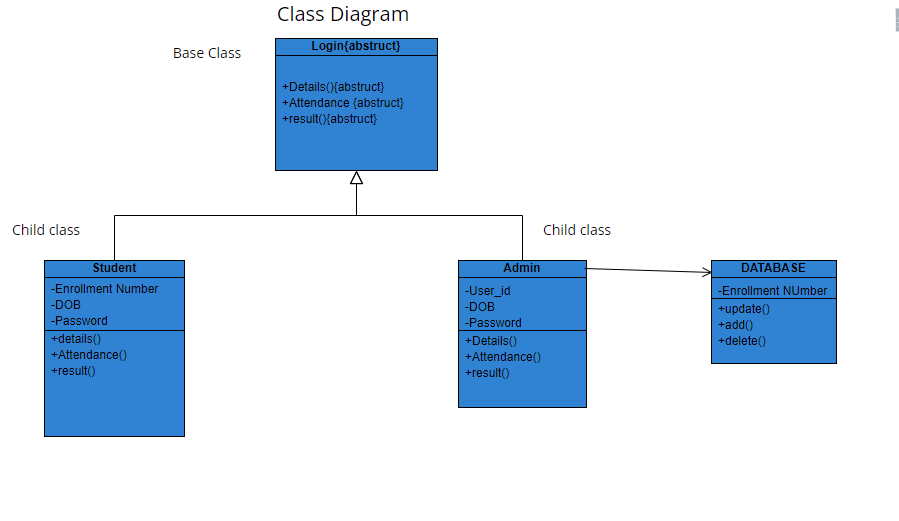 Class Diagram
Base Class
Login{abstruct}
+Details(){abstruct}
+Attendance {abstruct}
+result(){abstruct}
Child class
Child class
Student
-Enrollment Number
-DOB
-Password
+details()
+Attendance()
+result()
Admin
-User_id
-DOB
-Password
+Details()
+Attendance()
+result()
DATABASE
-Enrollment NUmber
+update()
+add()
+delete()